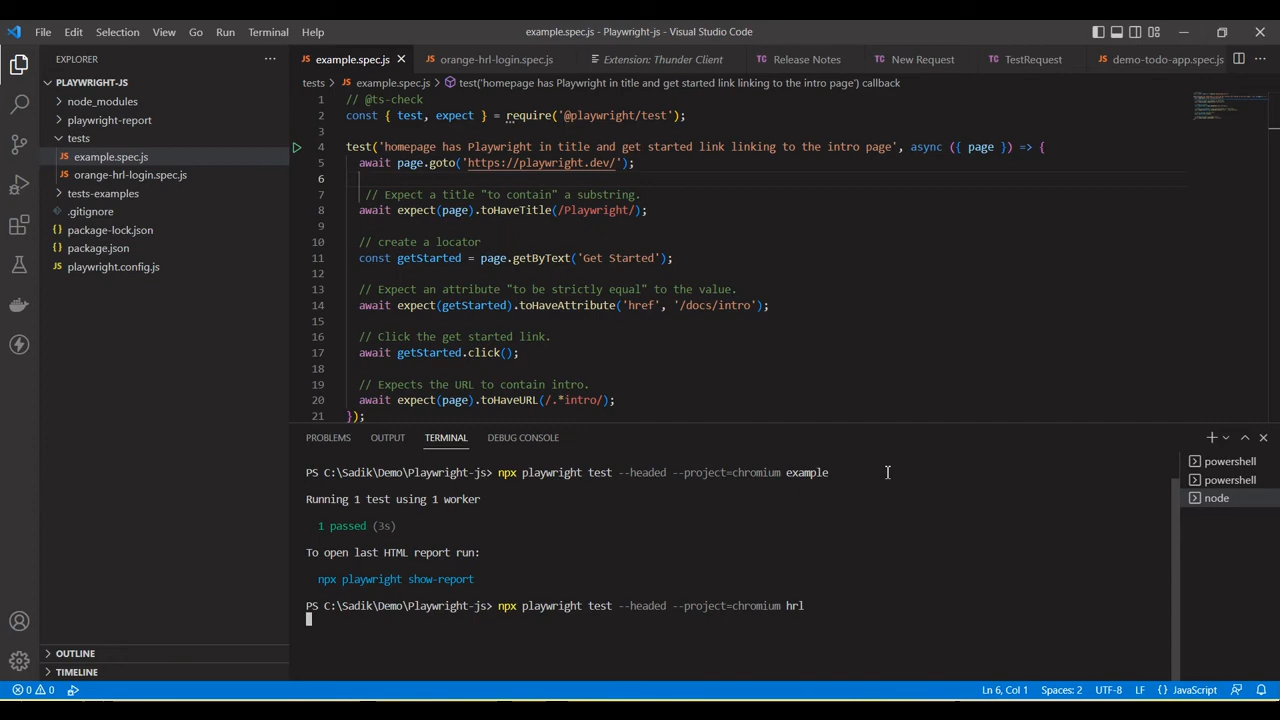 File Edit Selection View Go Run Terminal Help
example.spec.js - Playwright-js - Visual Studio Code
EXPLORER
PLAYWRIGHT-JS
node_modules
playwright-report
tests
example.spec.js
orange-hrl-login.spec.js
tests-examples
.gitignore
package-lock.json
package.json
playwright.config.js
OUTLINE
TIMELINE
example.spec.js orange-hrl-login.spec.js Extension: Thunder Client Release Notes New Request TestRequest demo-todo-app.spec.js
tests > example.spec.js > test('homepage has Playwright in title and get started link linking to the intro page') callback
1 // @ts-check
2 const { test, expect } = require('@playwright/test');
3
4 test('homepage has Playwright in title and get started link linking to the intro page', async ({ page }) => {
5 await page.goto('https://playwright.dev/');
6
7 // Expect a title "to contain" a substring.
8 await expect(page).toHaveTitle(/Playwright/);
9
10 // create a locator
11 const getStarted = page.getByText('Get Started');
12
13 // Expect an attribute "to be strictly equal" to the value.
14 await expect(getStarted).toHaveAttribute('href', '/docs/intro');
15
16 // Click the get started link.
17 await getStarted.click();
18
19 // Expects the URL to contain intro.
20 await expect(page).toHaveURL(/.*intro/);
21 });
PROBLEMS OUTPUT TERMINAL DEBUG CONSOLE
PS C:\Sadik\Demo\Playwright-js> npx playwright test --headed --project=chromium example
Running 1 test using 1 worker
1 passed (3s)
To open last HTML report run:
npx playwright show-report
PS C:\Sadik\Demo\Playwright-js> npx playwright test --headed --project=chromium hrl
powershell
powershell
node
0 0 Ln 6, Col 1 Spaces: 2 UTF-8 LF {} JavaScript